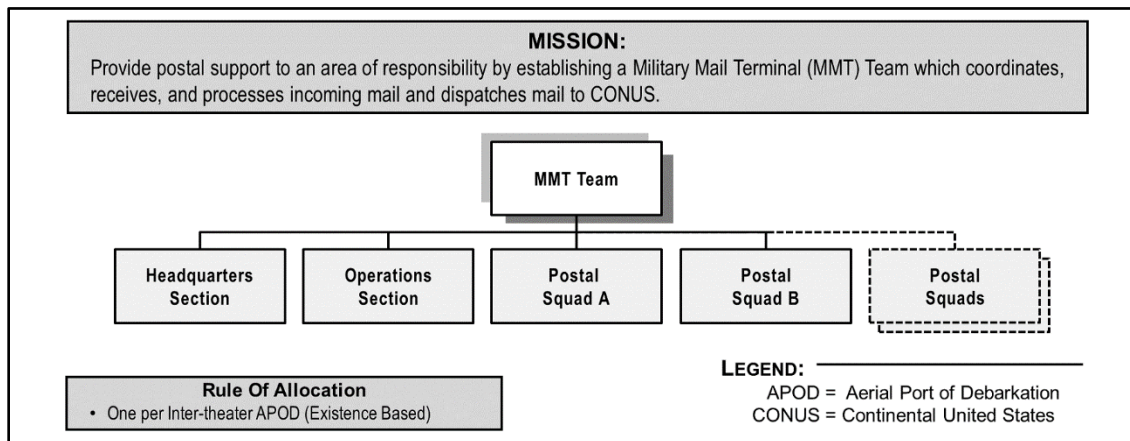 MISSION:
Provide postal support to an area of responsibility by establishing a Military Mail Terminal (MMT) Team which coordinates,
receives, and processes incoming mail and dispatches mail to CONUS.
MMT Team
Headquarters
Section
Operations
Section
Postal
Squad A
Postal
Squad B
Postal
Squads
Rule Of Allocation
• One per Inter-theater APOD (Existence Based)
LEGEND:
APOD = Aerial Port of Debarkation
CONUS = Continental United States